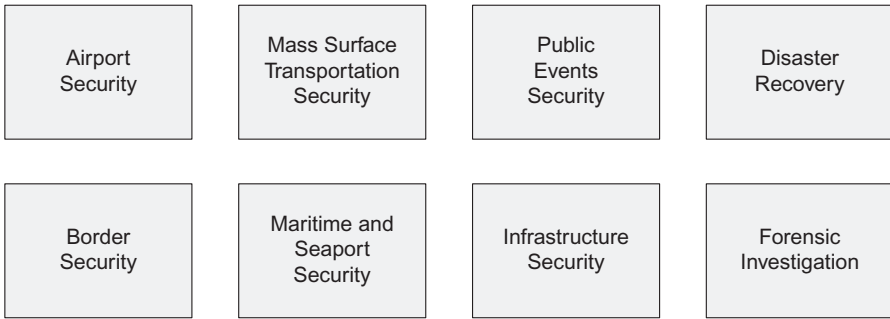 Airport
Security
Mass Surface
Transportation
Security
Public
Events
Security
Disaster
Recovery
Border
Security
Maritime and
Seaport
Security
Infrastructure
Security
Forensic
Investigation